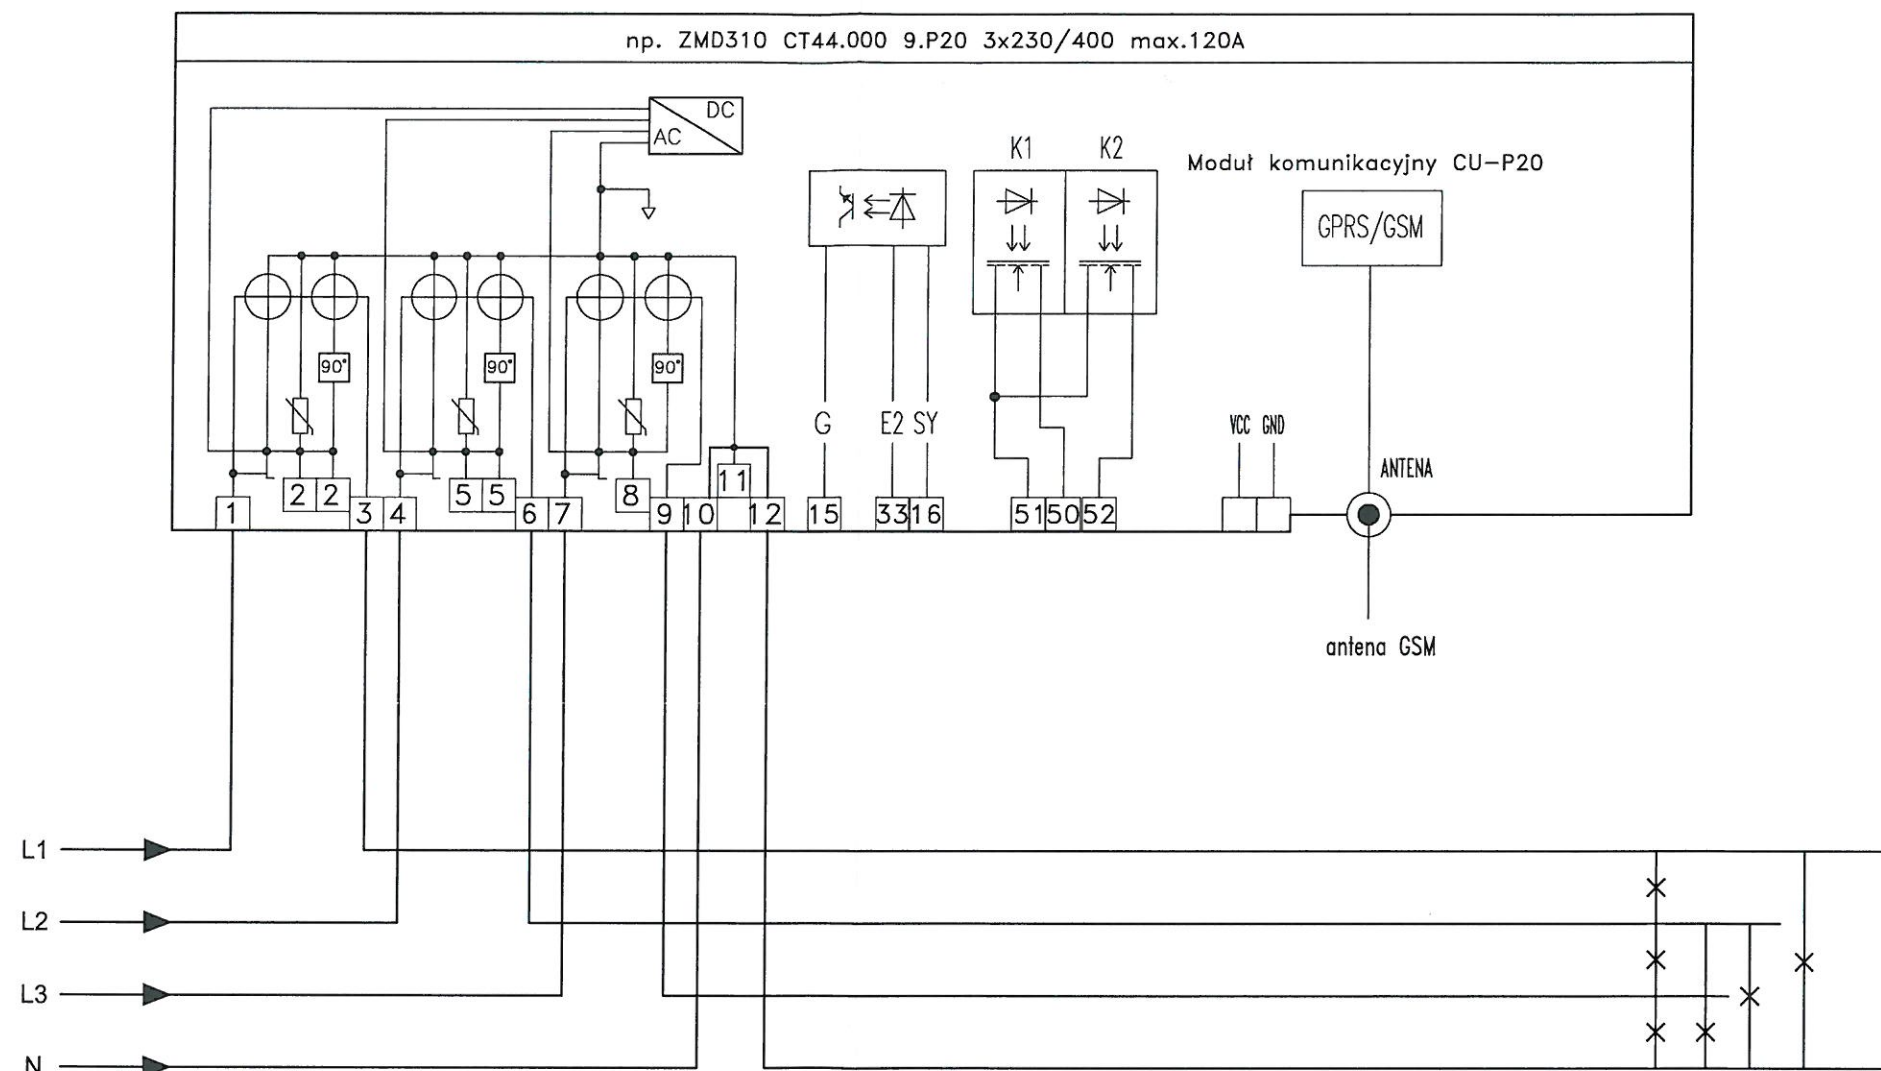 np. ZMD310 CT44.000 9.P20 3x230/400 max.120A
DC
AC
K1 K2
Moduł komunikacyjny CU-P20
GPRS/GSM
90° 90° 90°
G E2 SY
VCC GND
ANTENA
1 2 2 3 4 5 5 6 7 8 9 10 11 12 15 33 16 51 50 52
antena GSM
L1
L2
L3
N